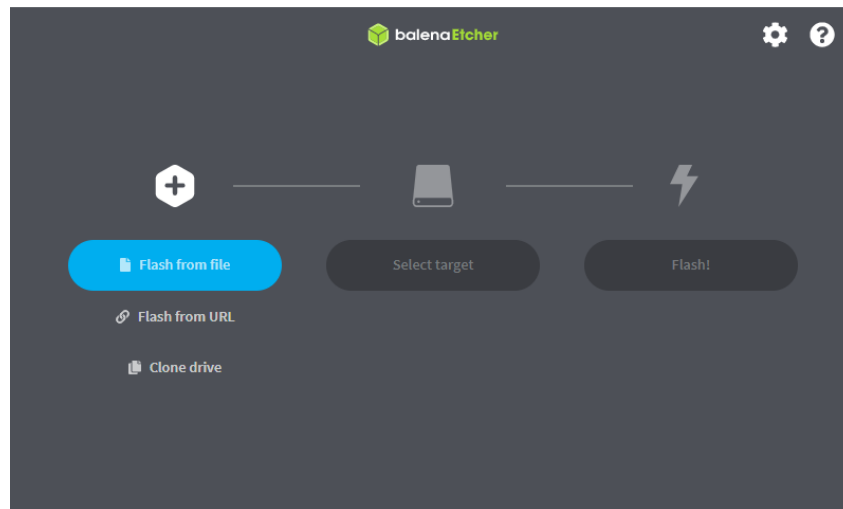 balenaEtcher
Flash from file
Select target
Flash!
Flash from URL
Clone drive